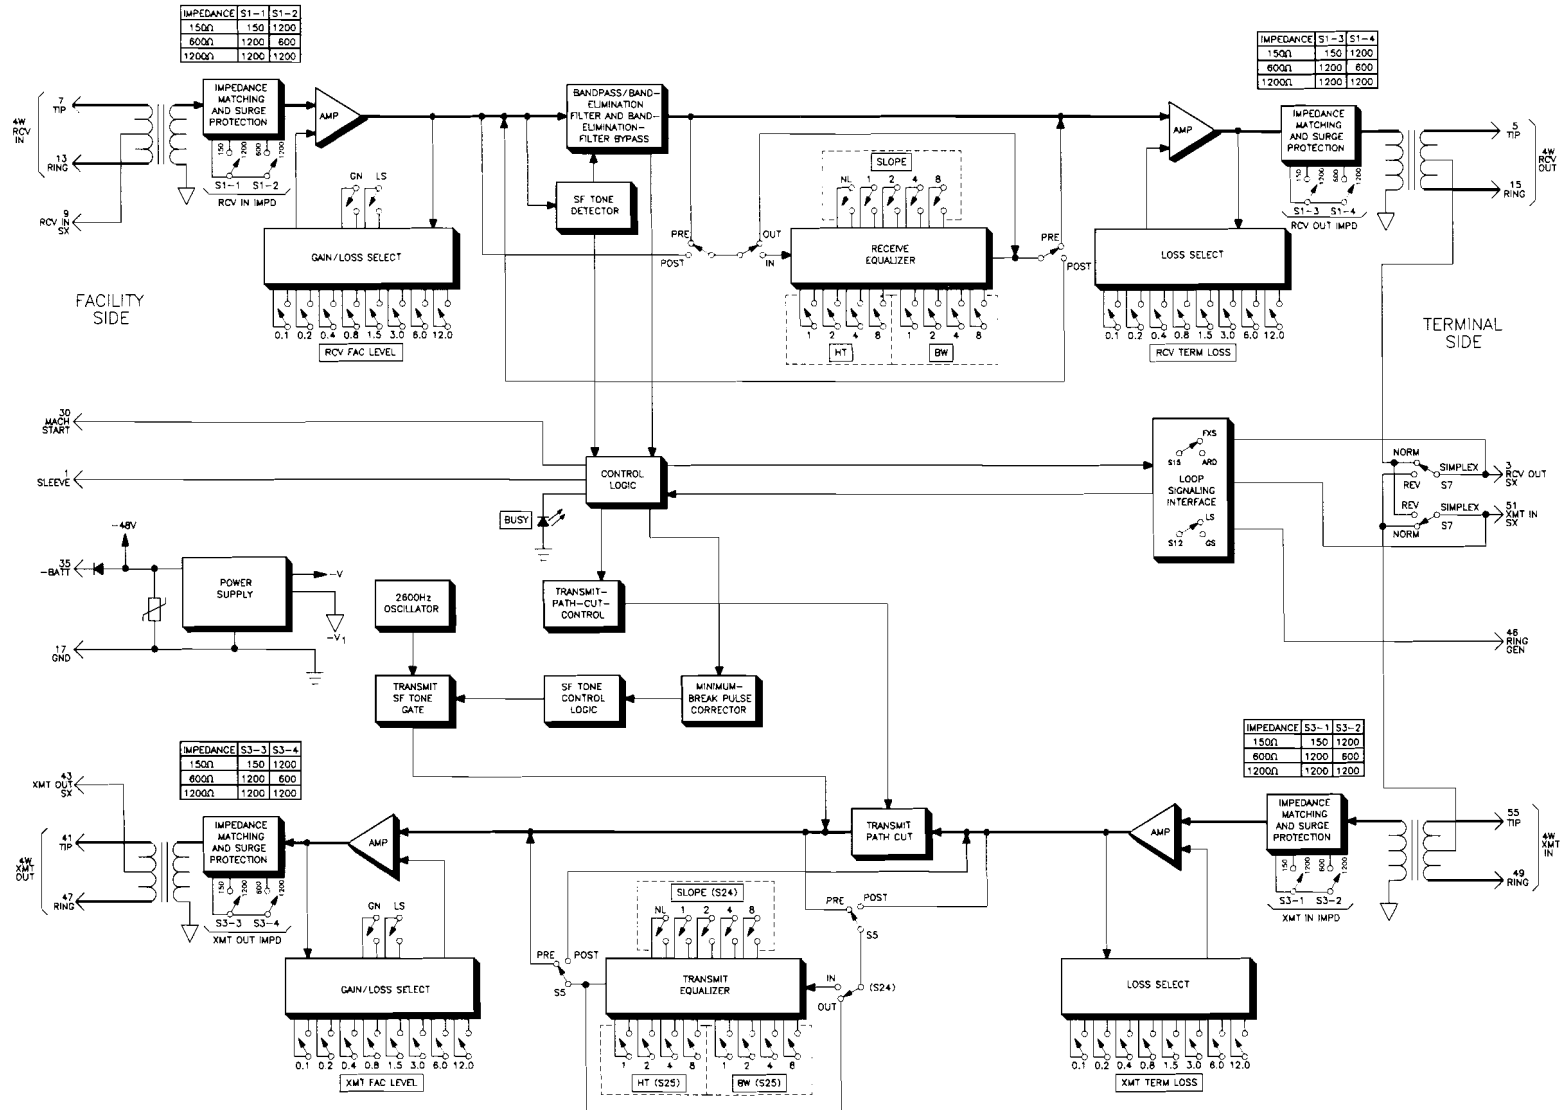 IMPEDANCE S1-1 S1-2
150Ω 150 1200
600Ω 1200 600
1200Ω 1200 1200
IMPEDANCE S1-3 S1-4
150Ω 150 1200
600Ω 1200 600
1200Ω 1200 1200
4W RCV IN
7 TIP
13 RING
9 RCV IN SX
IMPEDANCE
MATCHING
AND SURGE
PROTECTION
150 1200 600 1200
S1-1 S1-2
RCV IN IMPD
AMP
GN LS
GAIN/LOSS SELECT
0.1 0.2 0.4 0.8 1.5 3.0 6.0 12.0
RCV FAC LEVEL
BANDPASS/BAND-
ELIMINATION
FILTER AND BAND-
ELIMINATION-
FILTER BYPASS
SF TONE
DETECTOR
PRE
POST
OUT
IN
SLOPE
NL 1 2 4 8
RECEIVE
EQUALIZER
1 2 4 8 1 2 4 8
HT BW
PRE
POST
AMP
LOSS SELECT
0.1 0.2 0.4 0.8 1.5 3.0 6.0 12.0
RCV TERM LOSS
IMPEDANCE
MATCHING
AND SURGE
PROTECTION
150 1200 600 1200
S1-3 S1-4
RCV OUT IMPD
5 TIP
15 RING
4W RCV OUT
FACILITY
SIDE
TERMINAL
SIDE
30
MACH
START
1
SLEEVE
CONTROL
LOGIC
BUSY
FXS
S15 ARD
LOOP
SIGNALING
INTERFACE
LS
S12 GS
NORM
REV
SIMPLEX
S7
3
RCV OUT
SX
REV
NORM
SIMPLEX
S7
51
XMT IN
SX
-48V
35
-BATT
POWER
SUPPLY
-V
-V1
17
GND
2600Hz
OSCILLATOR
TRANSMIT-
PATH-CUT-
CONTROL
46
RING
GEN
TRANSMIT
SF TONE
GATE
SF TONE
CONTROL
LOGIC
MINIMUM-
BREAK PULSE
CORRECTOR
IMPEDANCE S3-3 S3-4
150Ω 150 1200
600Ω 1200 600
1200Ω 1200 1200
IMPEDANCE S3-1 S3-2
150Ω 150 1200
600Ω 1200 600
1200Ω 1200 1200
43
XMT OUT
SX
4W XMT OUT
41 TIP
47 RING
IMPEDANCE
MATCHING
AND SURGE
PROTECTION
150 1200 600 1200
S3-3 S3-4
XMT OUT IMPD
AMP
GN LS
GAIN/LOSS SELECT
0.1 0.2 0.4 0.8 1.5 3.0 6.0 12.0
XMT FAC LEVEL
TRANSMIT
PATH CUT
PRE POST
S5
SLOPE (S24)
NL 1 2 4 8
TRANSMIT
EQUALIZER
1 2 4 8 1 2 4 8
HT (S25) BW (S25)
PRE POST
S5
IN
OUT
(S24)
AMP
LOSS SELECT
0.1 0.2 0.4 0.8 1.5 3.0 6.0 12.0
XMT TERM LOSS
IMPEDANCE
MATCHING
AND SURGE
PROTECTION
150 1200 600 1200
S3-1 S3-2
XMT IN IMPD
55 TIP
49 RING
4W XMT IN